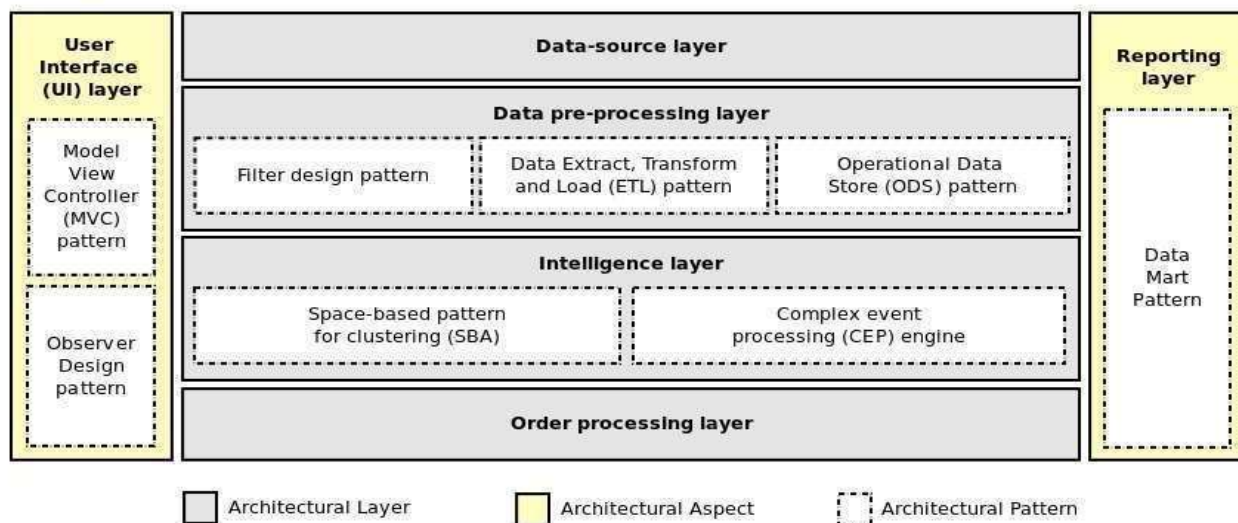 User
Interface
(UI) layer
Model
View
Controller
(MVC)
pattern
Observer
Design
pattern
Data-source layer
Data pre-processing layer
Filter design pattern
Data Extract, Transform
and Load (ETL) pattern
Operational Data
Store (ODS) pattern
Intelligence layer
Space-based pattern
for clustering (SBA)
Complex event
processing (CEP) engine
Order processing layer
Reporting
layer
Data
Mart
Pattern
Architectural Layer
Architectural Aspect
Architectural Pattern